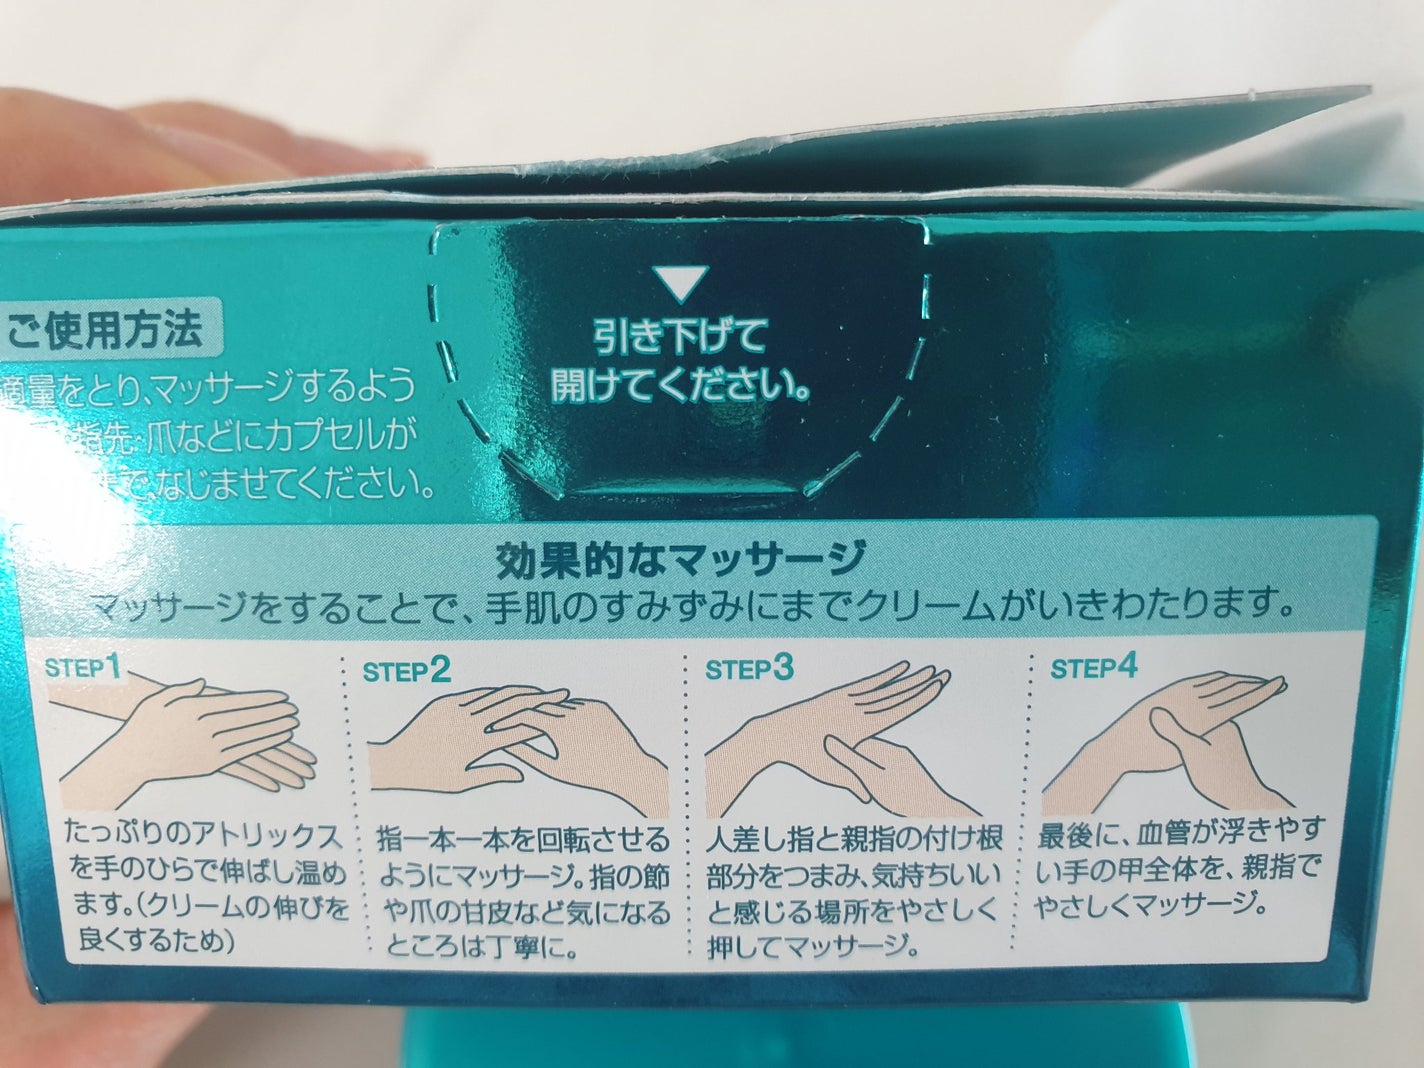 引き下げて
開けてください。
ご使用方法
適量をとり、マッサージするよう
指先・爪などにカプセルが
なじませてください。
効果的なマッサージ
マッサージをすることで、手肌のすみずみにまでクリームがいきわたります。
STEP1
たっぷりのアトリックス
を手のひらで伸ばし温め
ます。(クリームの伸びを
良くするため)
STEP2
指一本一本を回転させる
ようにマッサージ。指の節
や爪の甘皮など気になる
ところは丁寧に。
STEP3
人差し指と親指の付け根
部分をつまみ、気持ちいい
と感じる場所をやさしく
押してマッサージ。
STEP4
最後に、血管が浮きやす
い手の甲全体を、親指で
やさしくマッサージ。